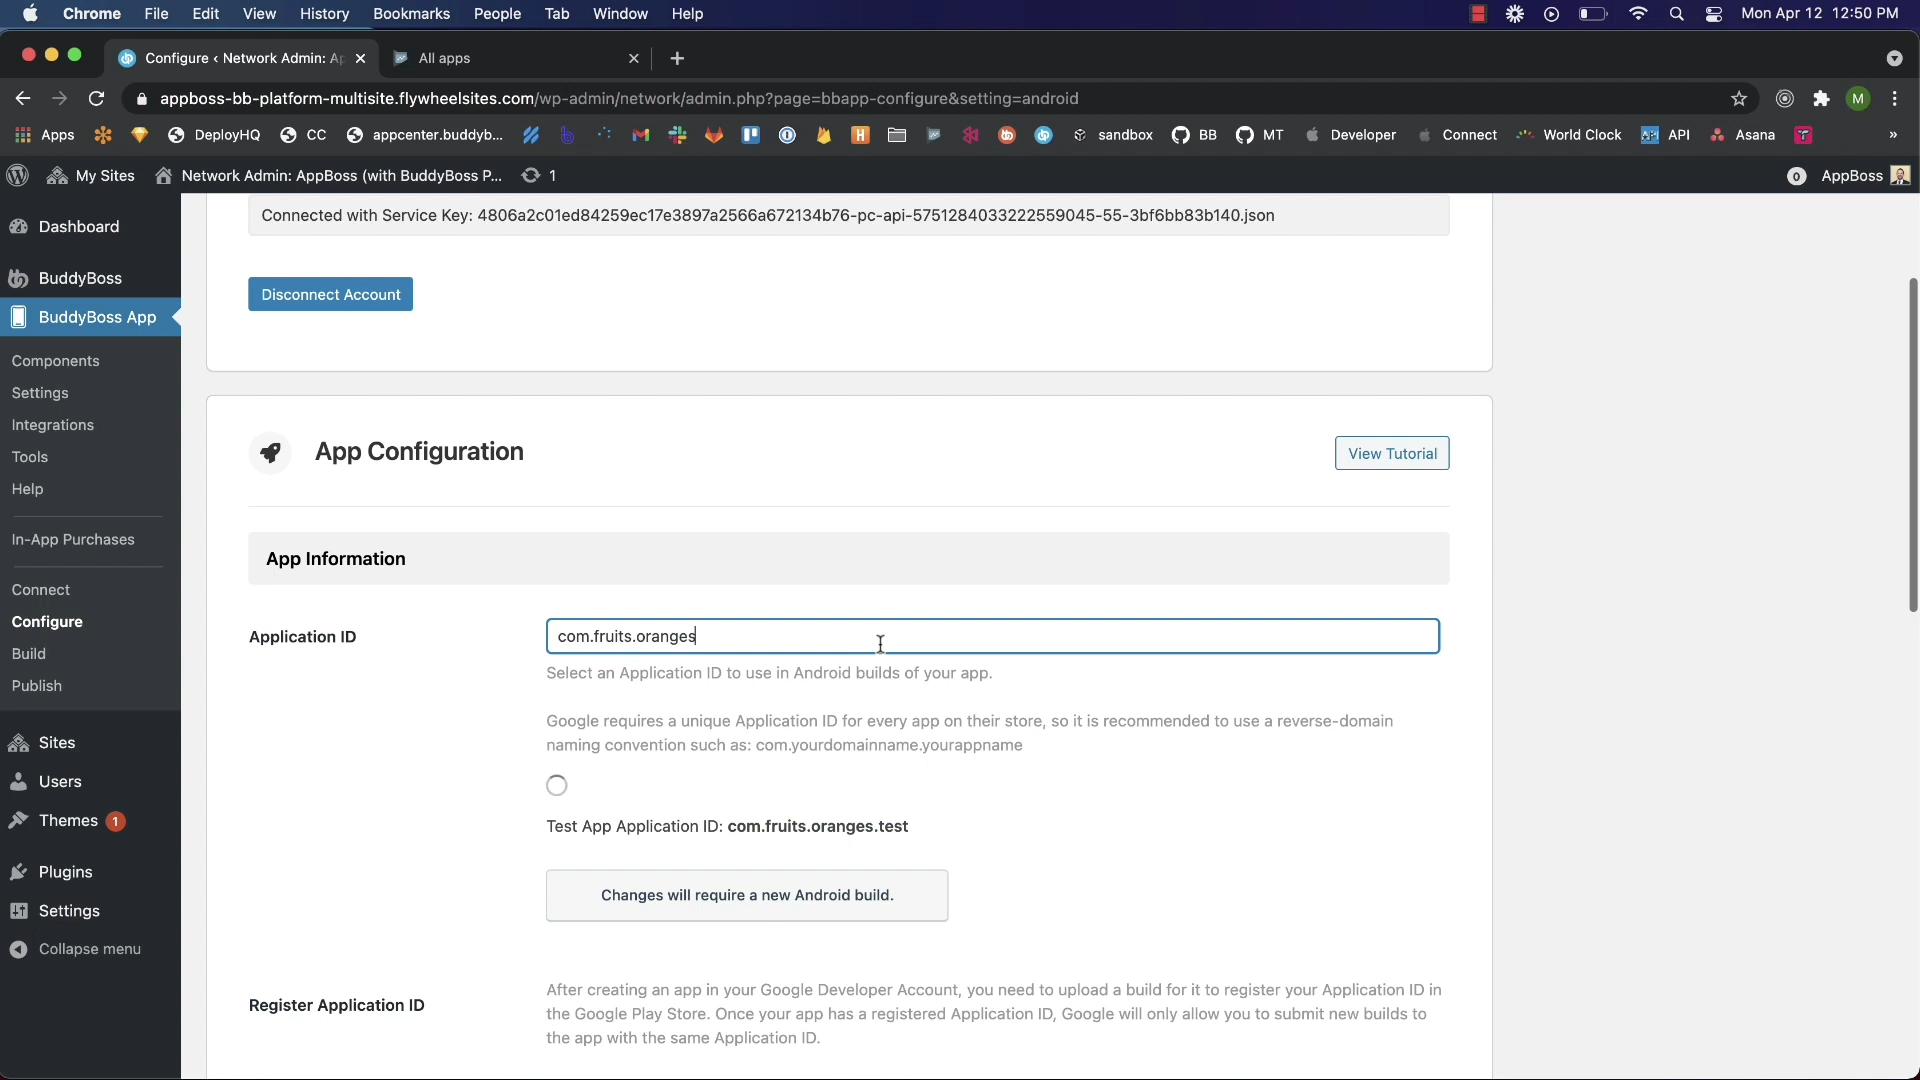 Chrome File Edit View History Bookmarks People Tab Window Help Mon Apr 12 12:50 PM
Configure ‹ Network Admin: Ap All apps
appboss-bb-platform-multisite.flywheelsites.com/wp-admin/network/admin.php?page=bbapp-configure&setting=android M
Apps DeployHQ CC appcenter.buddyb... sandbox BB MT Developer Connect World Clock API Asana »
My Sites Network Admin: AppBoss (with BuddyBoss P... 1 0 AppBoss
Dashboard
BuddyBoss
BuddyBoss App
Components
Settings
Integrations
Tools
Help
In-App Purchases
Connect
Configure
Build
Publish
Sites
Users
Themes 1
Plugins
Settings
Collapse menu
Connected with Service Key: 4806a2c01ed84259ec17e3897a2566a672134b76-pc-api-5751284033222559045-55-3bf6bb83b140.json
Disconnect Account
App Configuration
View Tutorial
App Information
Application ID
com.fruits.oranges
Select an Application ID to use in Android builds of your app.
Google requires a unique Application ID for every app on their store, so it is recommended to use a reverse-domain
naming convention such as: com.yourdomainname.yourappname
Test App Application ID: com.fruits.oranges.test
Changes will require a new Android build.
Register Application ID
After creating an app in your Google Developer Account, you need to upload a build for it to register your Application ID in
the Google Play Store. Once your app has a registered Application ID, Google will only allow you to submit new builds to
the app with the same Application ID.